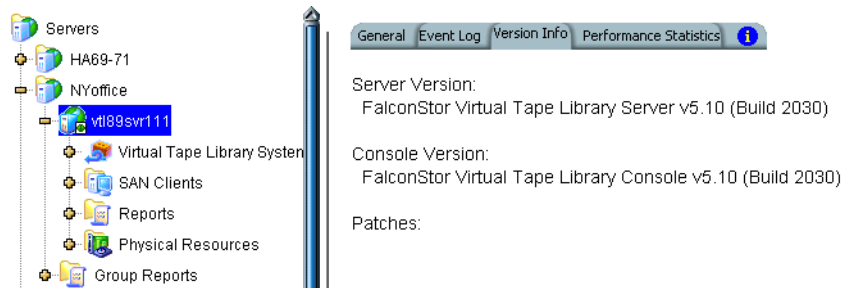 Servers
HA69-71
NYoffice
vtl89svr111
Virtual Tape Library System
SAN Clients
Reports
Physical Resources
Group Reports
General Event Log Version Info Performance Statistics i
Server Version:
FalconStor Virtual Tape Library Server v5.10 (Build 2030)
Console Version:
FalconStor Virtual Tape Library Console v5.10 (Build 2030)
Patches: